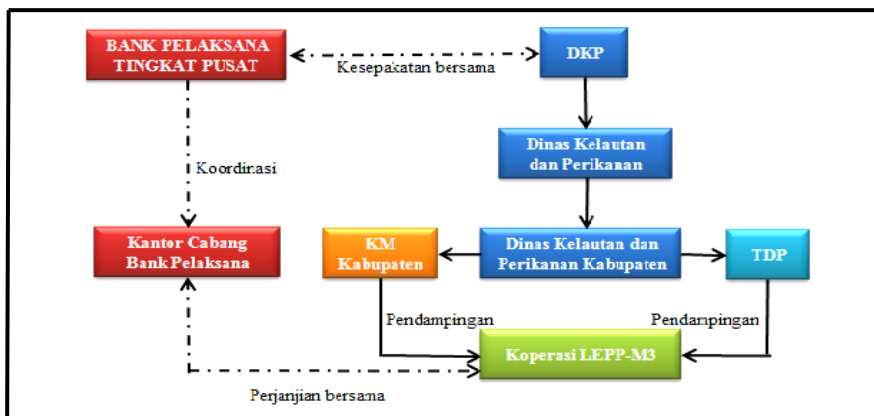 BANK PELAKSANA
TINGKAT PUSAT
DKP
Kesepakatan bersama
Dinas Kelautan
dan Perikanan
Koordinasi
Kantor Cabang
Bank Pelaksana
KM
Kabupaten
Dinas Kelautan dan
Perikanan Kabupaten
TDP
Pendampingan
Pendampingan
Koperasi LEPP-M3
Perjanjian bersama